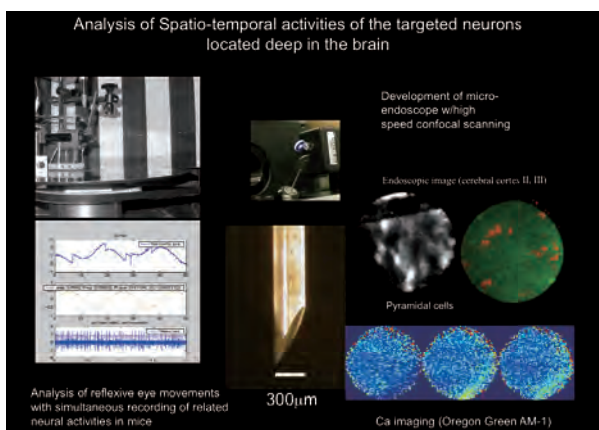 Analysis of Spatio-temporal activities of the targeted neurons
located deep in the brain
Development of micro-
endoscope w/high
speed confocal scanning
Endoscopic image (cerebral cortex II, III)
Pyramidal cells
300μm
Analysis of reflexive eye movements
with simultaneous recording of related
neural activities in mice
Ca imaging (Oregon Green AM-1)